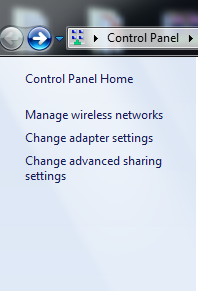 Control Panel
Control Panel Home
Manage wireless networks
Change adapter settings
Change advanced sharing
settings